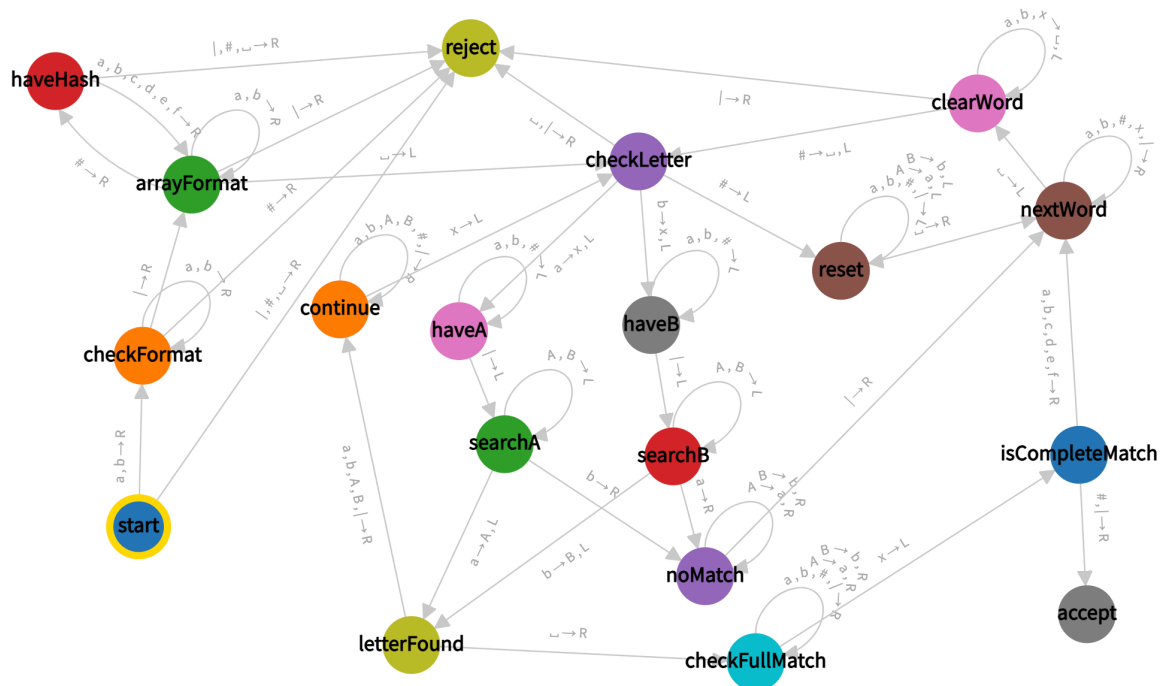 a,b,x→␣,L
reject
|,#,␣→R
haveHash
a,b,c,d,e,f→R
a,b→R
|→R
|→R
clearWord
a,b,#,x,|→R
#→R
arrayFormat
␣→L
␣,|→R
checkLetter
#→␣,L
␣→L
nextWord
#→R
x→L
#→L
A→a,L
B→b,L
a,b,#,|→L
␣→R
reset
|→R
a,b→R
|,#,␣→R
a,b,A,B,#,|→R
continue
a,b,#→L
a→x,L
haveA
b→x,L
a,b,#→L
haveB
checkFormat
|→L
|→L
|→R
a,b,c,d,e,f→R
a,b→R
A,B→L
searchA
A,B→L
searchB
isCompleteMatch
a,b,A,B,|→R
b→R
a→R
A→a,R
B→b,R
#,|→R
start
a→A,L
b→B,L
noMatch
x→L
A→a,R
B→b,R
a,b,#,|→R
accept
letterFound
␣→R
checkFullMatch